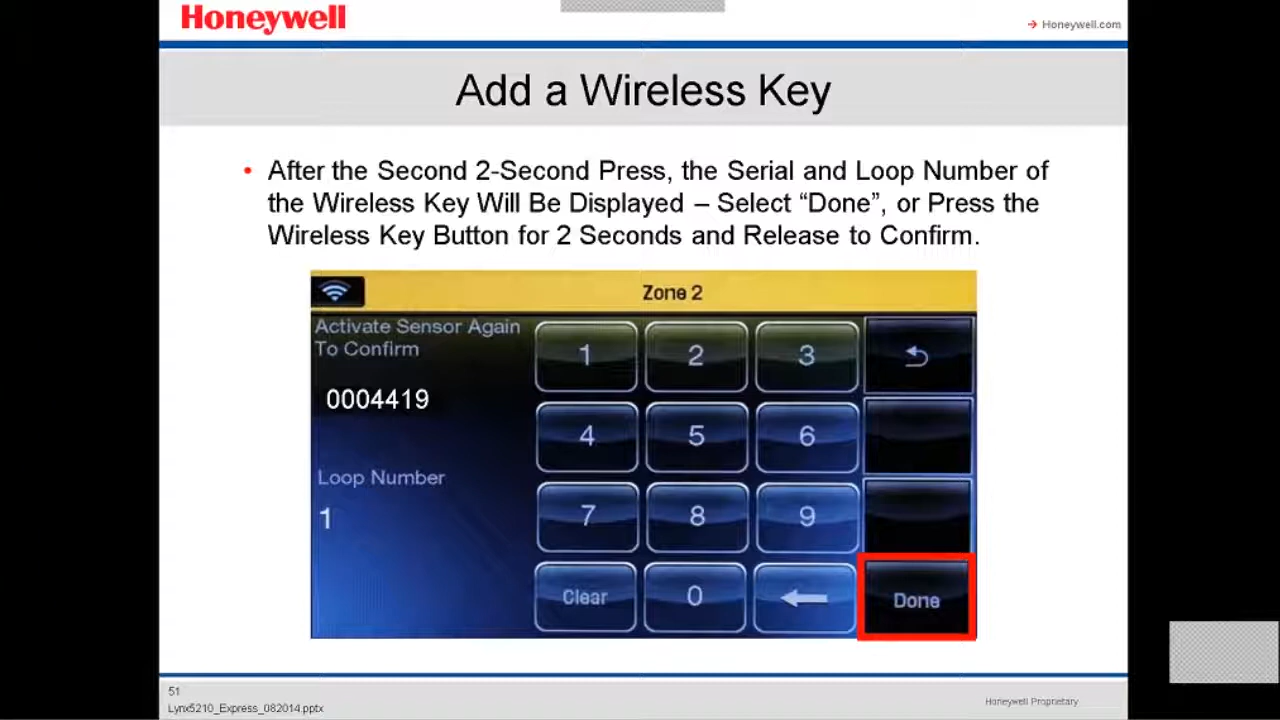 Honeywell
Honeywell.com
Add a Wireless Key
• After the Second 2-Second Press, the Serial and Loop Number of
the Wireless Key Will Be Displayed – Select “Done”, or Press the
Wireless Key Button for 2 Seconds and Release to Confirm.
Zone 2
Activate Sensor Again
To Confirm
0004419
Loop Number
1
1 2 3
4 5 6
7 8 9
Clear 0
Done
51
Lynx5210_Express_082014.pptx
Honeywell Proprietary